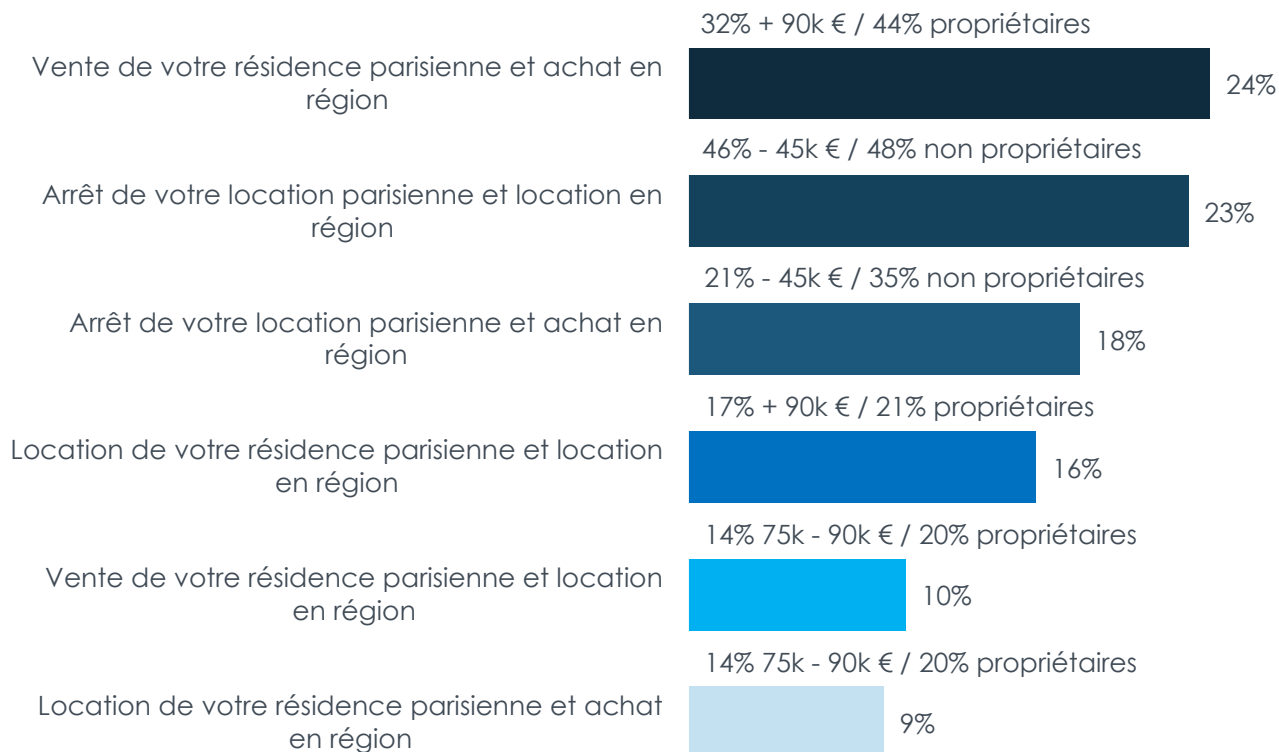 32% + 90k € / 44% propriétaires
Vente de votre résidence parisienne et achat en
région
24%
46% - 45k € / 48% non propriétaires
Arrêt de votre location parisienne et location en
région
23%
21% - 45k € / 35% non propriétaires
Arrêt de votre location parisienne et achat en
région
18%
17% + 90k € / 21% propriétaires
Location de votre résidence parisienne et location
en région
16%
14% 75k - 90k € / 20% propriétaires
Vente de votre résidence parisienne et location
en région
10%
14% 75k - 90k € / 20% propriétaires
Location de votre résidence parisienne et achat
en région
9%